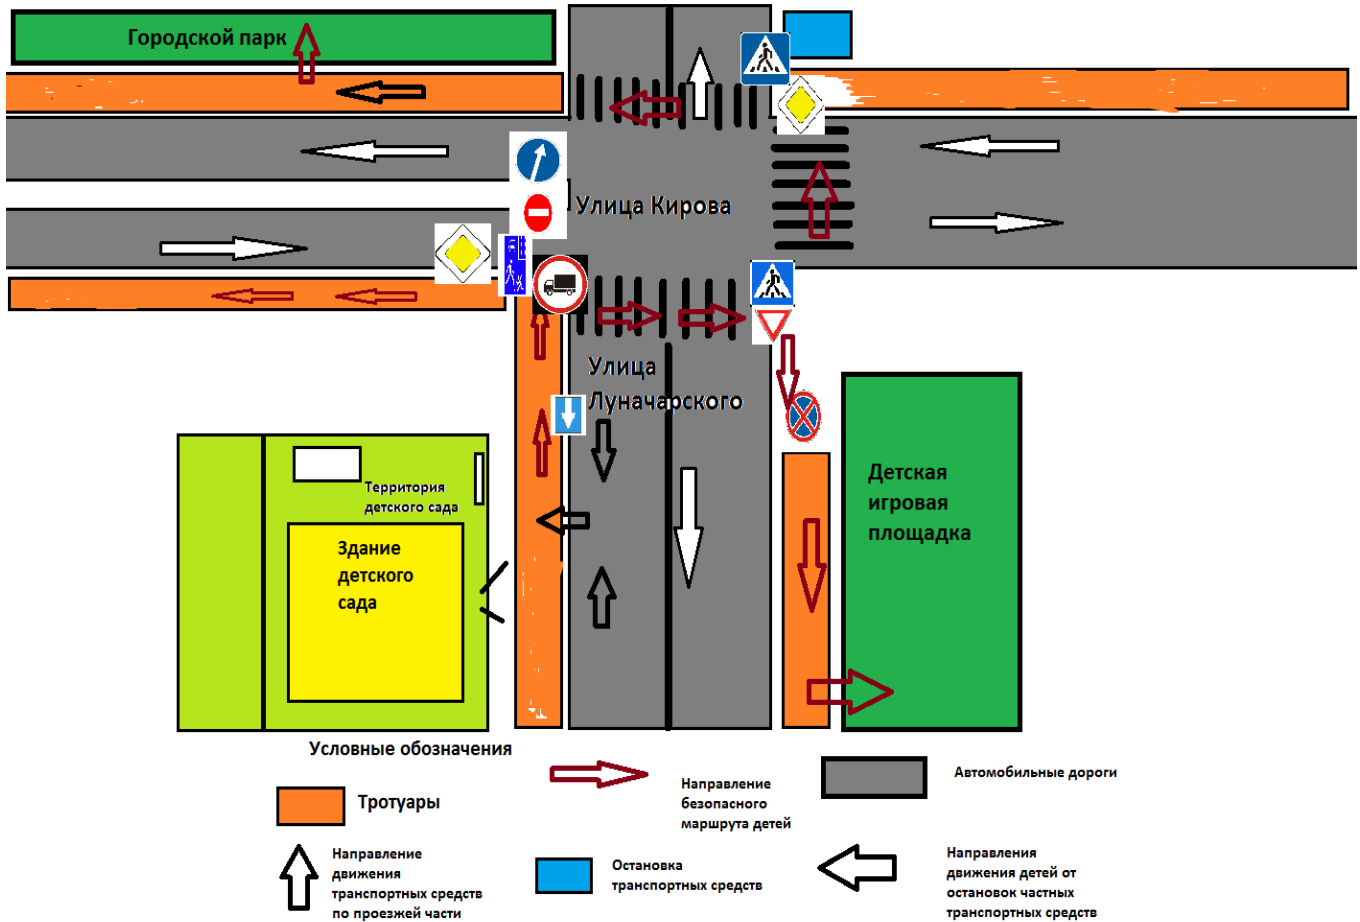 Городской парк
Улица Кирова
Улица
Луначарского
Территория
детского сада
Здание
детского
сада
Детская
игровая
площадка
Условные обозначения
Тротуары
Направление
безопасного
маршрута детей
Автомобильные дороги
Направление
движения
транспортных средств
по проезжей части
Остановка
транспортных средств
Направления
движения детей от
остановок частных
транспортных средств